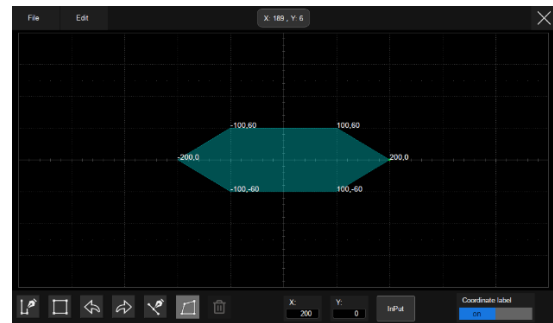 File Edit X: 189 , Y: 6
-100,60 100,60
-200,0 200,0
-100,-60 100,-60
X: Y: Coordinate label
200 0 InPut on